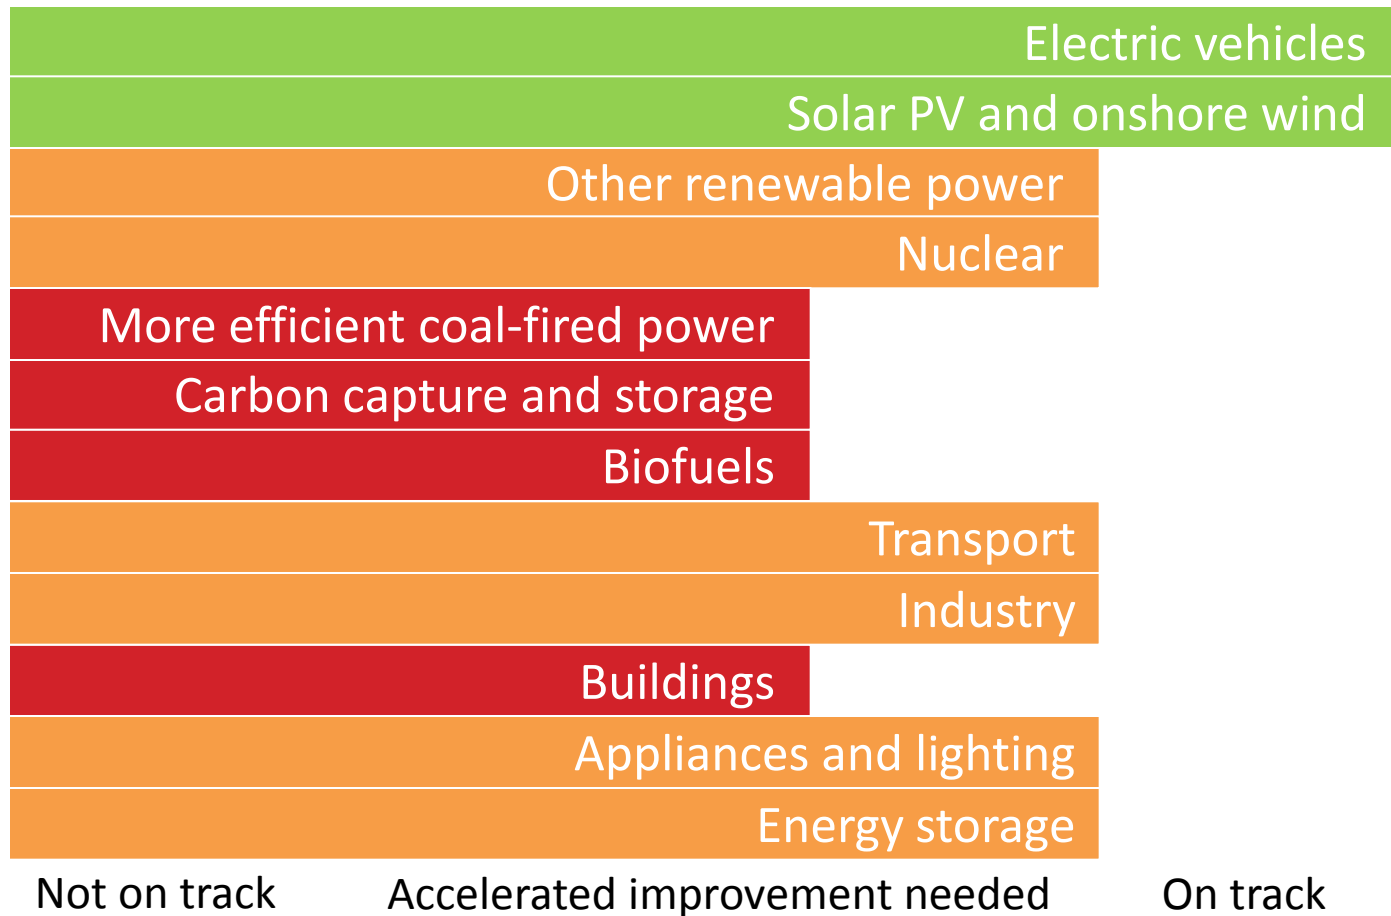 Electric vehicles
Solar PV and onshore wind
Other renewable power
Nuclear
More efficient coal-fired power
Carbon capture and storage
Biofuels
Transport
Industry
Buildings
Appliances and lighting
Energy storage
Not on track Accelerated improvement needed On track